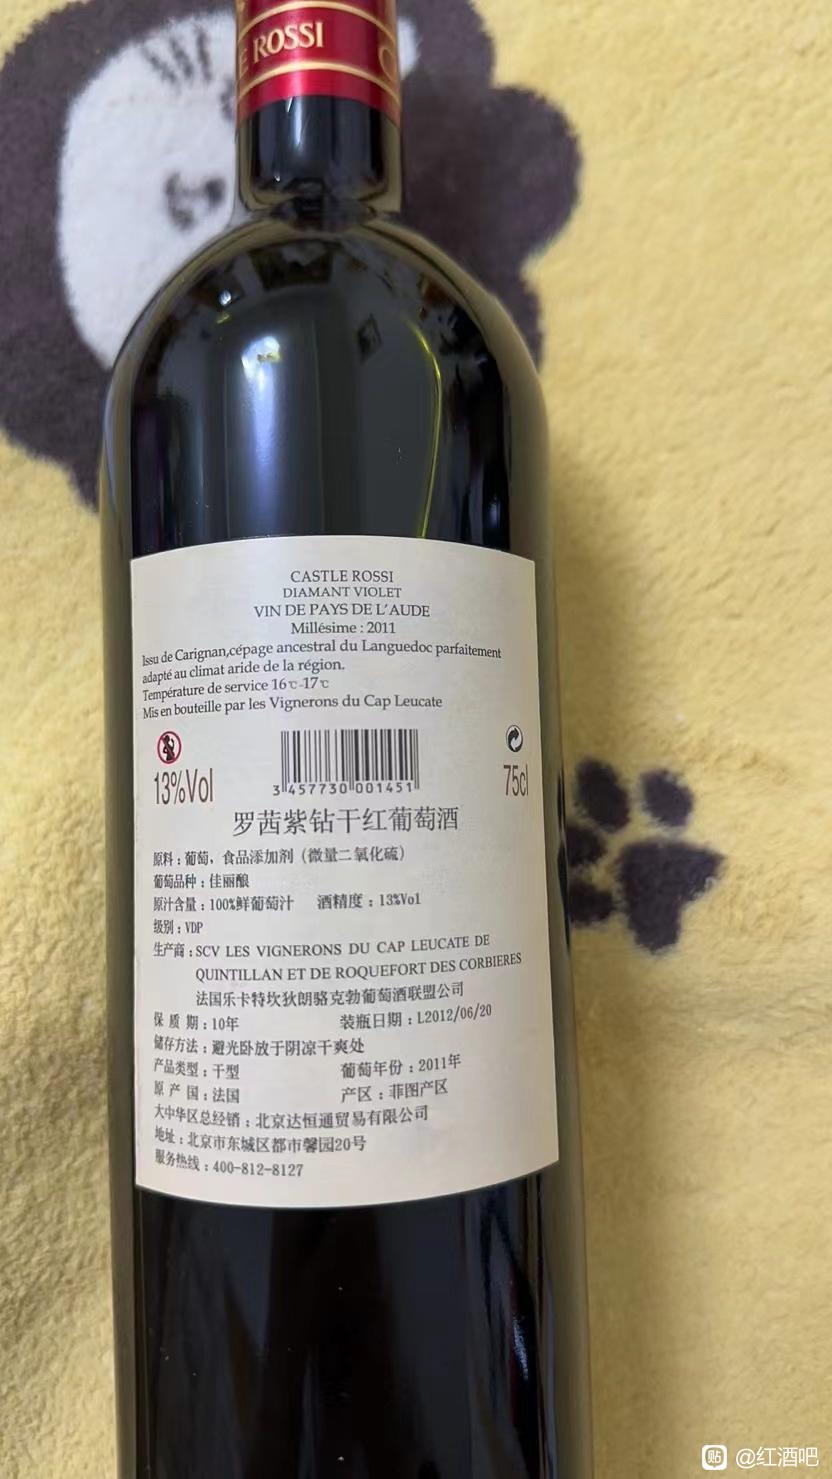 E ROSSI
CASTLE ROSSI
DIAMANT VIOLET
VIN DE PAYS DE L'AUDE
Millésime : 2011
Issu de Carignan,cépage ancestral du Languedoc parfaitement
adapté au climat aride de la région.
Température de service 16℃-17℃
Mis en bouteille par les Vignerons du Cap Leucate
13%Vol
3 457730 001451
75cl
罗茜紫钻干红葡萄酒
原料：葡萄，食品添加剂（微量二氧化硫）
葡萄品种：佳丽酿
原汁含量：100%鲜葡萄汁 酒精度：13%Vol
级别：VDP
生产商：SCV LES VIGNERONS DU CAP LEUCATE DE
QUINTILLAN ET DE ROQUEFORT DES CORBIERES
法国乐卡特坎狄朗骆克勃葡萄酒联盟公司
保质期：10年 装瓶日期：L2012/06/20
储存方法：避光卧放于阴凉干爽处
产品类型：干型 葡萄年份：2011年
原产国：法国 产区：菲图产区
大中华区总经销：北京达恒通贸易有限公司
地址：北京市东城区都市馨园20号
服务热线：400-812-8127
贴 @红酒吧